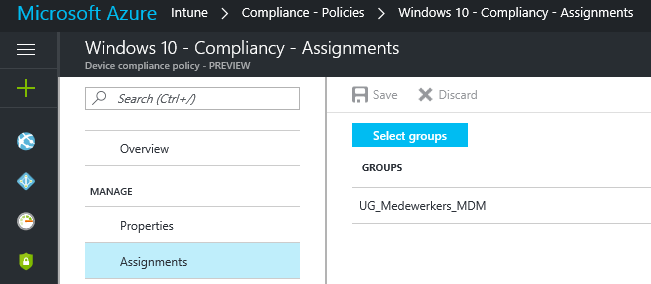 Microsoft Azure Intune > Compliance - Policies > Windows 10 - Compliancy - Assignments >
Windows 10 - Compliancy - Assignments
Device compliance policy - PREVIEW
Search (Ctrl+/)
Overview
MANAGE
Properties
Assignments
Save Discard
Select groups
GROUPS
UG_Medewerkers_MDM